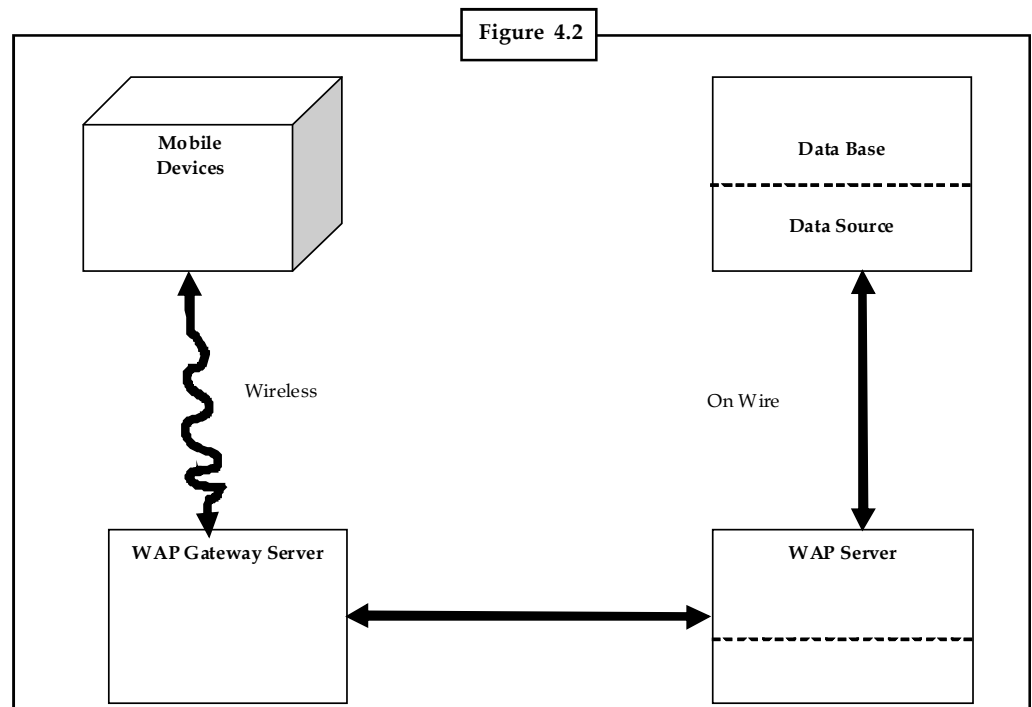 Figure 4.2
Mobile
Devices
Data Base
Data Source
Wireless
On Wire
WAP Gateway Server
WAP Server